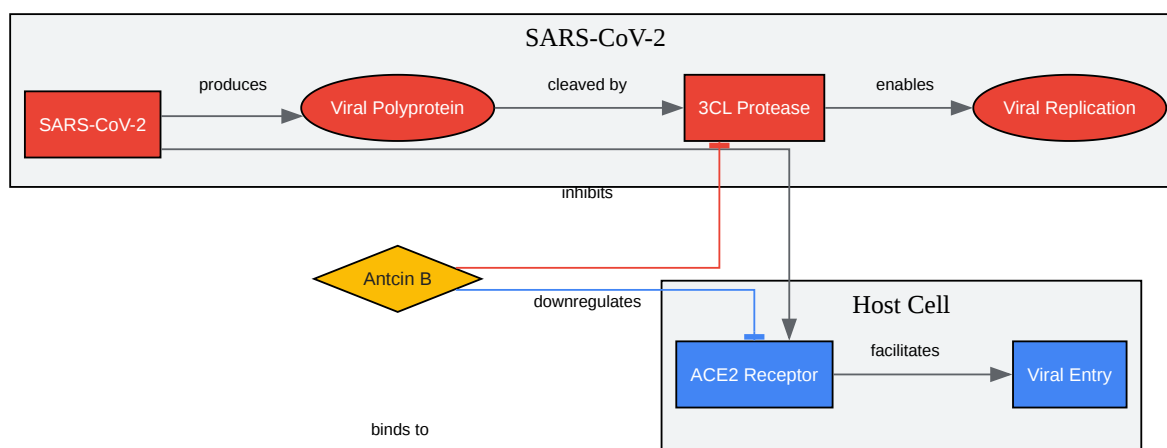 SARS-CoV-2
produces
cleaved by
enables
SARS-CoV-2
Viral Polyprotein
3CL Protease
Viral Replication
inhibits
Antcin B
downregulates
Host Cell
facilitates
ACE2 Receptor
Viral Entry
binds to